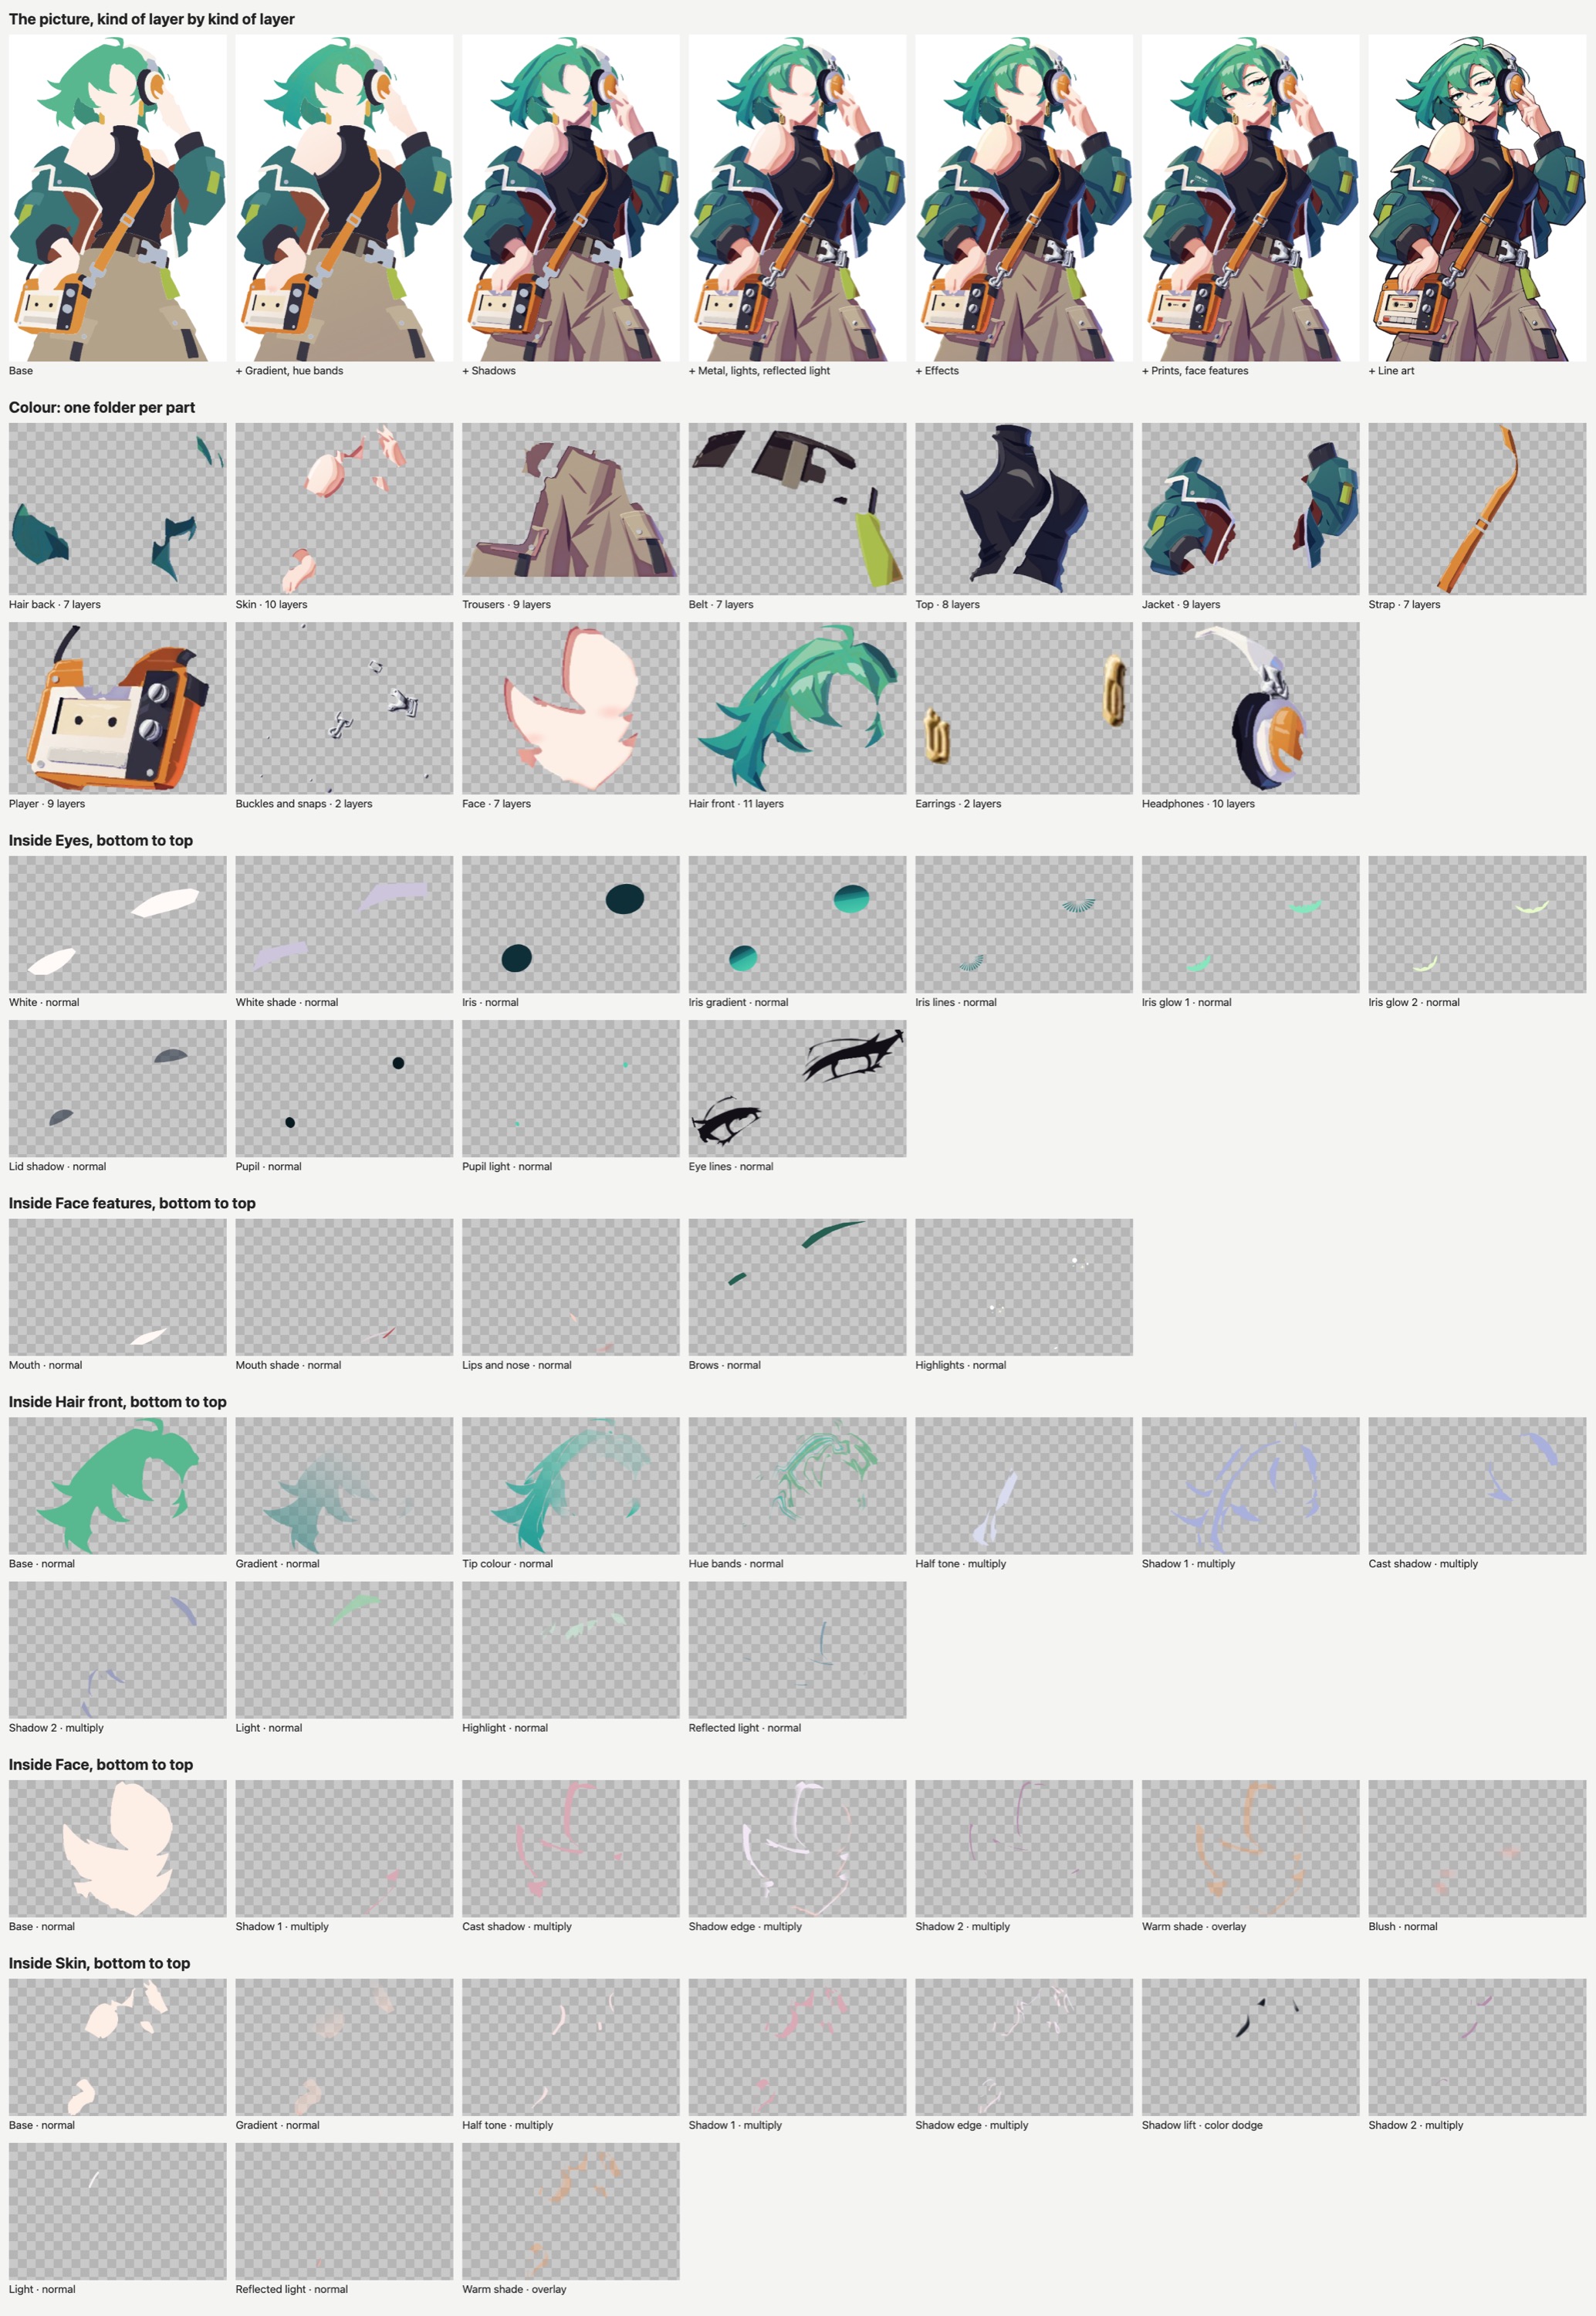 The picture, kind of layer by kind of layer
Base
+ Gradient, hue bands
+ Shadows
+ Metal, lights, reflected light
+ Effects
+ Prints, face features
+ Line art
Colour: one folder per part
Hair back · 7 layers
Skin · 10 layers
Trousers · 9 layers
Belt · 7 layers
Top · 8 layers
Jacket · 9 layers
Strap · 7 layers
Player · 9 layers
Buckles and snaps · 2 layers
Face · 7 layers
Hair front · 11 layers
Earrings · 2 layers
Headphones · 10 layers
Inside Eyes, bottom to top
White · normal
White shade · normal
Iris · normal
Iris gradient · normal
Iris lines · normal
Iris glow 1 · normal
Iris glow 2 · normal
Lid shadow · normal
Pupil · normal
Pupil light · normal
Eye lines · normal
Inside Face features, bottom to top
Mouth · normal
Mouth shade · normal
Lips and nose · normal
Brows · normal
Highlights · normal
Inside Hair front, bottom to top
Base · normal
Gradient · normal
Tip colour · normal
Hue bands · normal
Half tone · multiply
Shadow 1 · multiply
Cast shadow · multiply
Shadow 2 · multiply
Light · normal
Highlight · normal
Reflected light · normal
Inside Face, bottom to top
Base · normal
Shadow 1 · multiply
Cast shadow · multiply
Shadow edge · multiply
Shadow 2 · multiply
Warm shade · overlay
Blush · normal
Inside Skin, bottom to top
Base · normal
Gradient · normal
Half tone · multiply
Shadow 1 · multiply
Shadow edge · multiply
Shadow lift · color dodge
Shadow 2 · multiply
Light · normal
Reflected light · normal
Warm shade · overlay